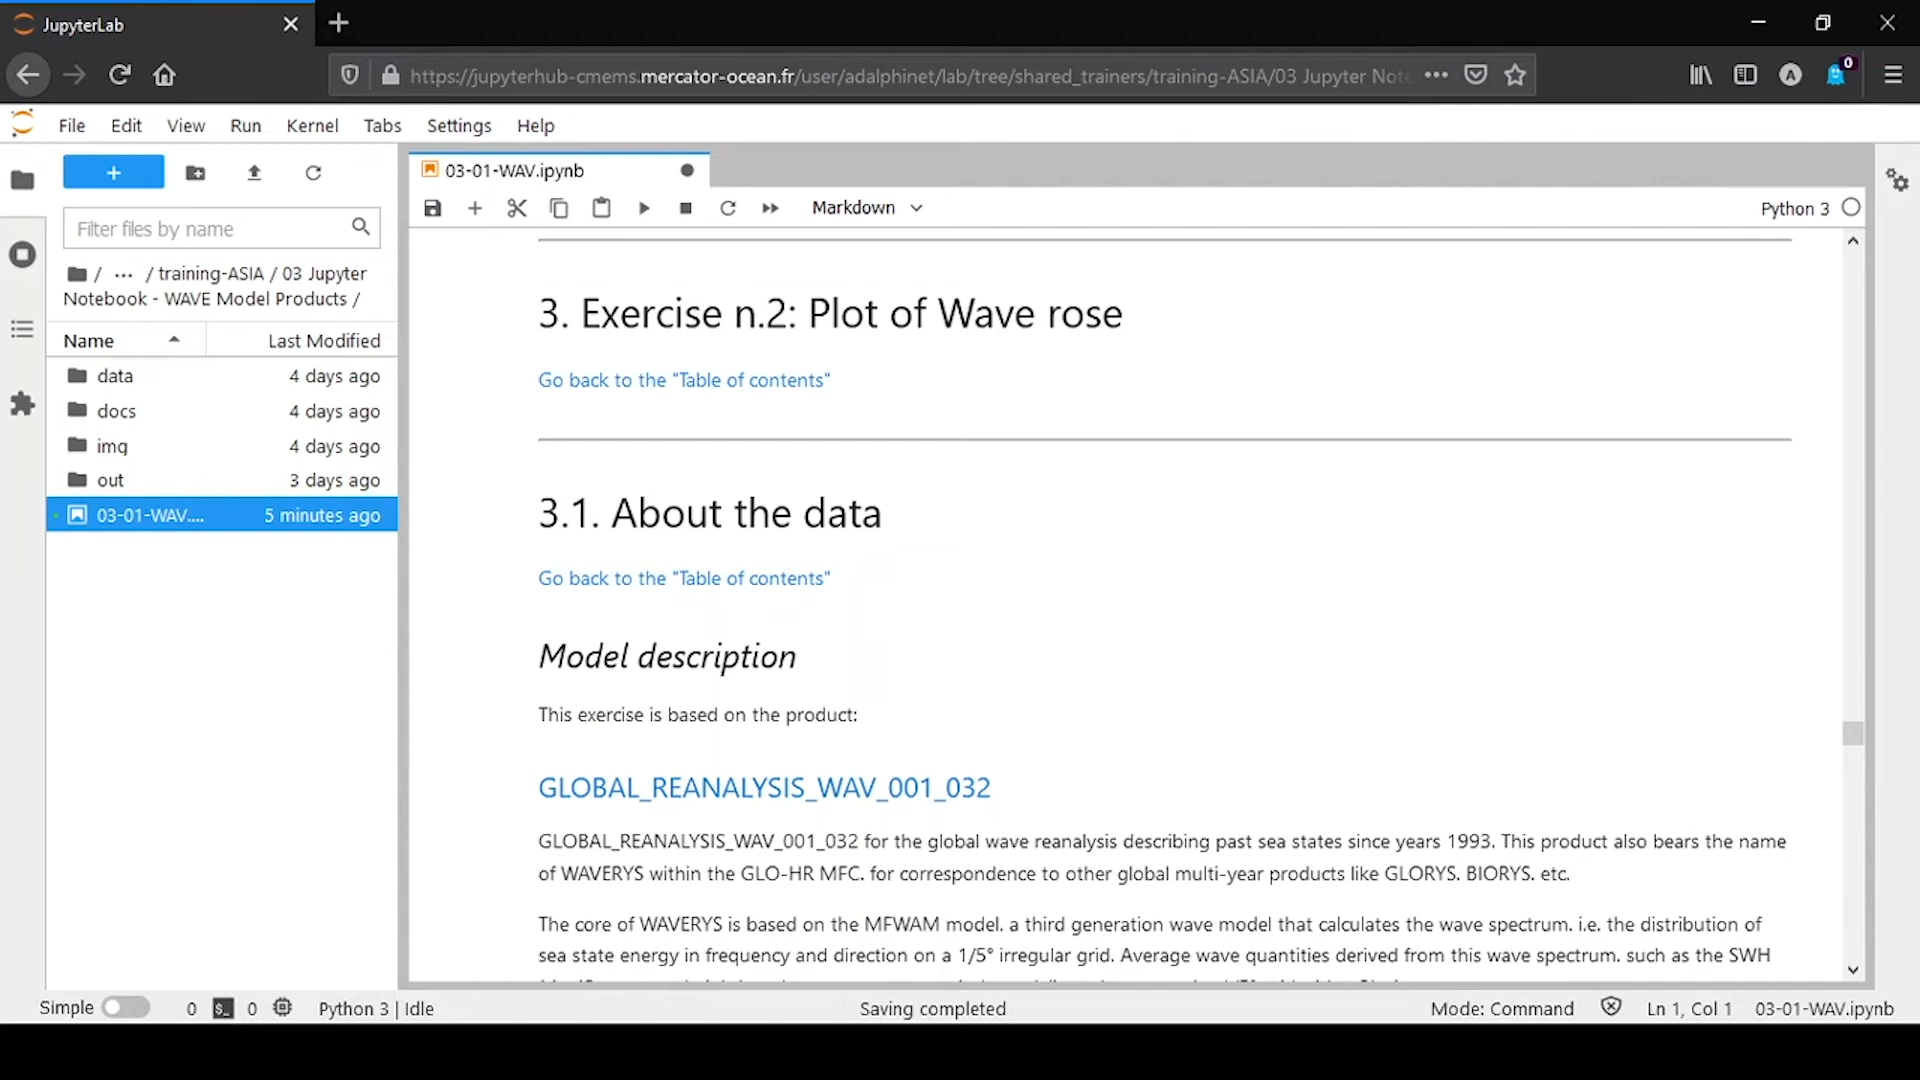 JupyterLab
https://jupyterhub-cmems.mercator-ocean.fr/user/adalphinet/lab/tree/shared_trainers/training-ASIA/03 Jupyter Note
A
0
File Edit View Run Kernel Tabs Settings Help
03-01-WAV.ipynb
Markdown
Python 3
Filter files by name
/ ··· / training-ASIA / 03 Jupyter
Notebook - WAVE Model Products /
Name Last Modified
data 4 days ago
docs 4 days ago
img 4 days ago
out 3 days ago
03-01-WAV.... 5 minutes ago
3. Exercise n.2: Plot of Wave rose
Go back to the "Table of contents"
3.1. About the data
Go back to the "Table of contents"
Model description
This exercise is based on the product:
GLOBAL_REANALYSIS_WAV_001_032
GLOBAL_REANALYSIS_WAV_001_032 for the global wave reanalysis describing past sea states since years 1993. This product also bears the name
of WAVERYS within the GLO-HR MFC. for correspondence to other global multi-year products like GLORYS. BIORYS. etc.
The core of WAVERYS is based on the MFWAM model. a third generation wave model that calculates the wave spectrum. i.e. the distribution of
sea state energy in frequency and direction on a 1/5° irregular grid. Average wave quantities derived from this wave spectrum. such as the SWH
Simple 0 $_ 0 Python 3 | Idle Saving completed Mode: Command Ln 1, Col 1 03-01-WAV.ipynb